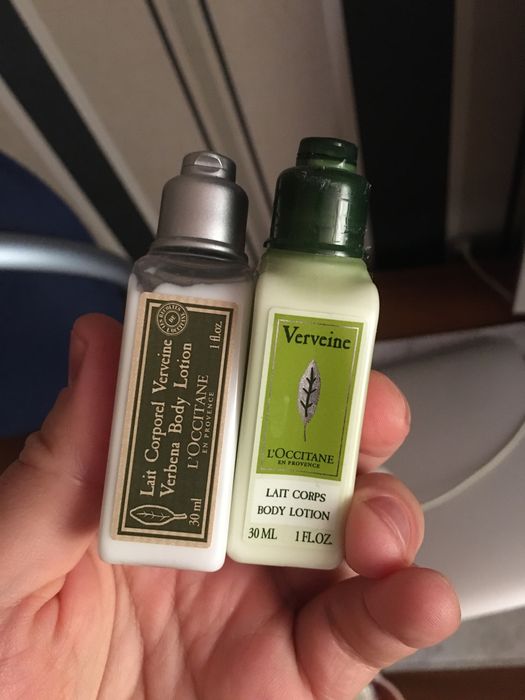 Lait Corporel Verveine
Verbena Body Lotion
L'OCCITANE
EN PROVENCE
30 ml
1 fl.oz
Verveine
L'OCCITANE
EN PROVENCE
LAIT CORPS
BODY LOTION
30 ML 1 FL.OZ.